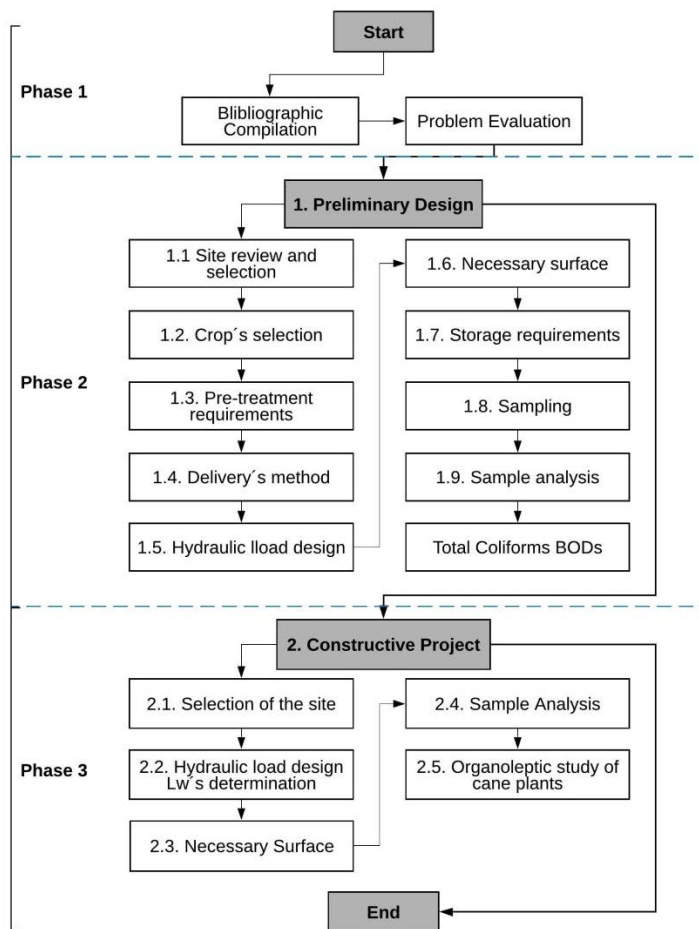 Start
Phase 1
Blibliographic
Compilation
Problem Evaluation
1. Preliminary Design
Phase 2
1.1 Site review and
selection
1.2. Crop´s selection
1.3. Pre-treatment
requirements
1.4. Delivery´s method
1.5. Hydraulic lload design
1.6. Necessary surface
1.7. Storage requirements
1.8. Sampling
1.9. Sample analysis
Total Coliforms BODs
2. Constructive Project
Phase 3
2.1. Selection of the site
2.2. Hydraulic load design
Lw´s determination
2.3. Necessary Surface
2.4. Sample Analysis
2.5. Organoleptic study of
cane plants
End